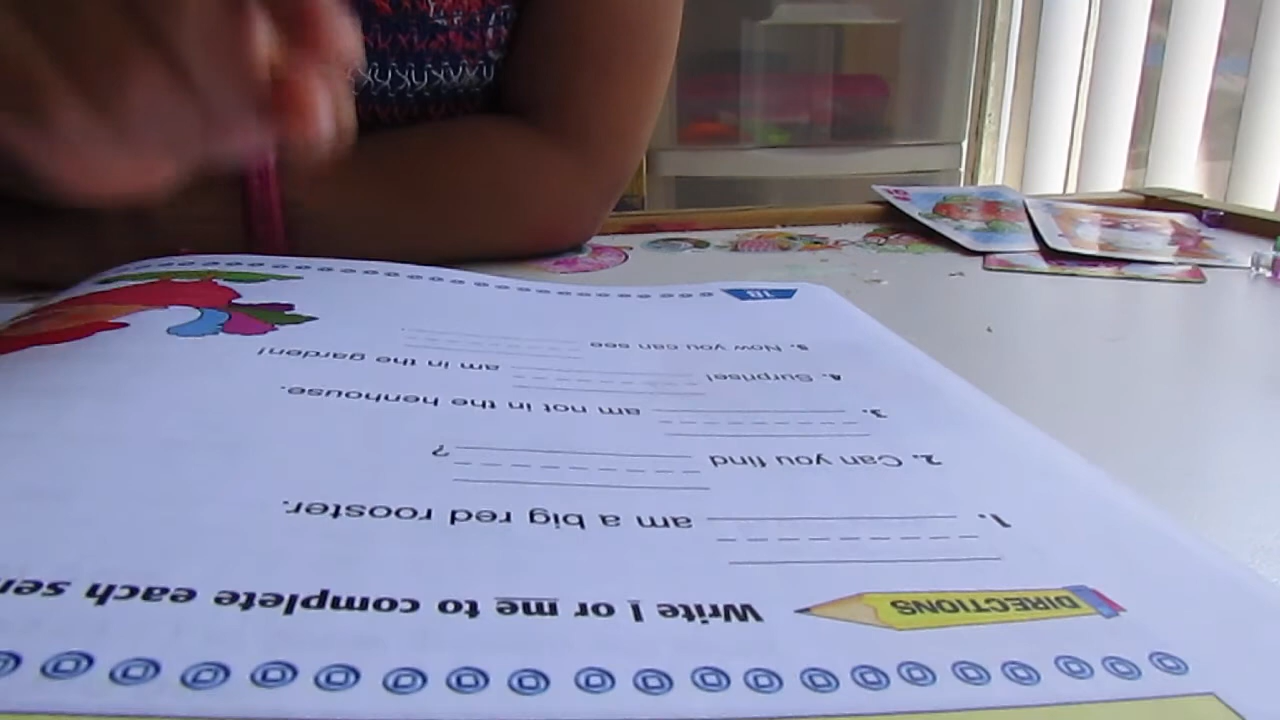 DIRECTIONS Write I or me to complete each sen
1. am a big red rooster.
2. Can you find ?
3. am not in the henhouse.
4. Surprise! am in the garden!
5. Now you can see .